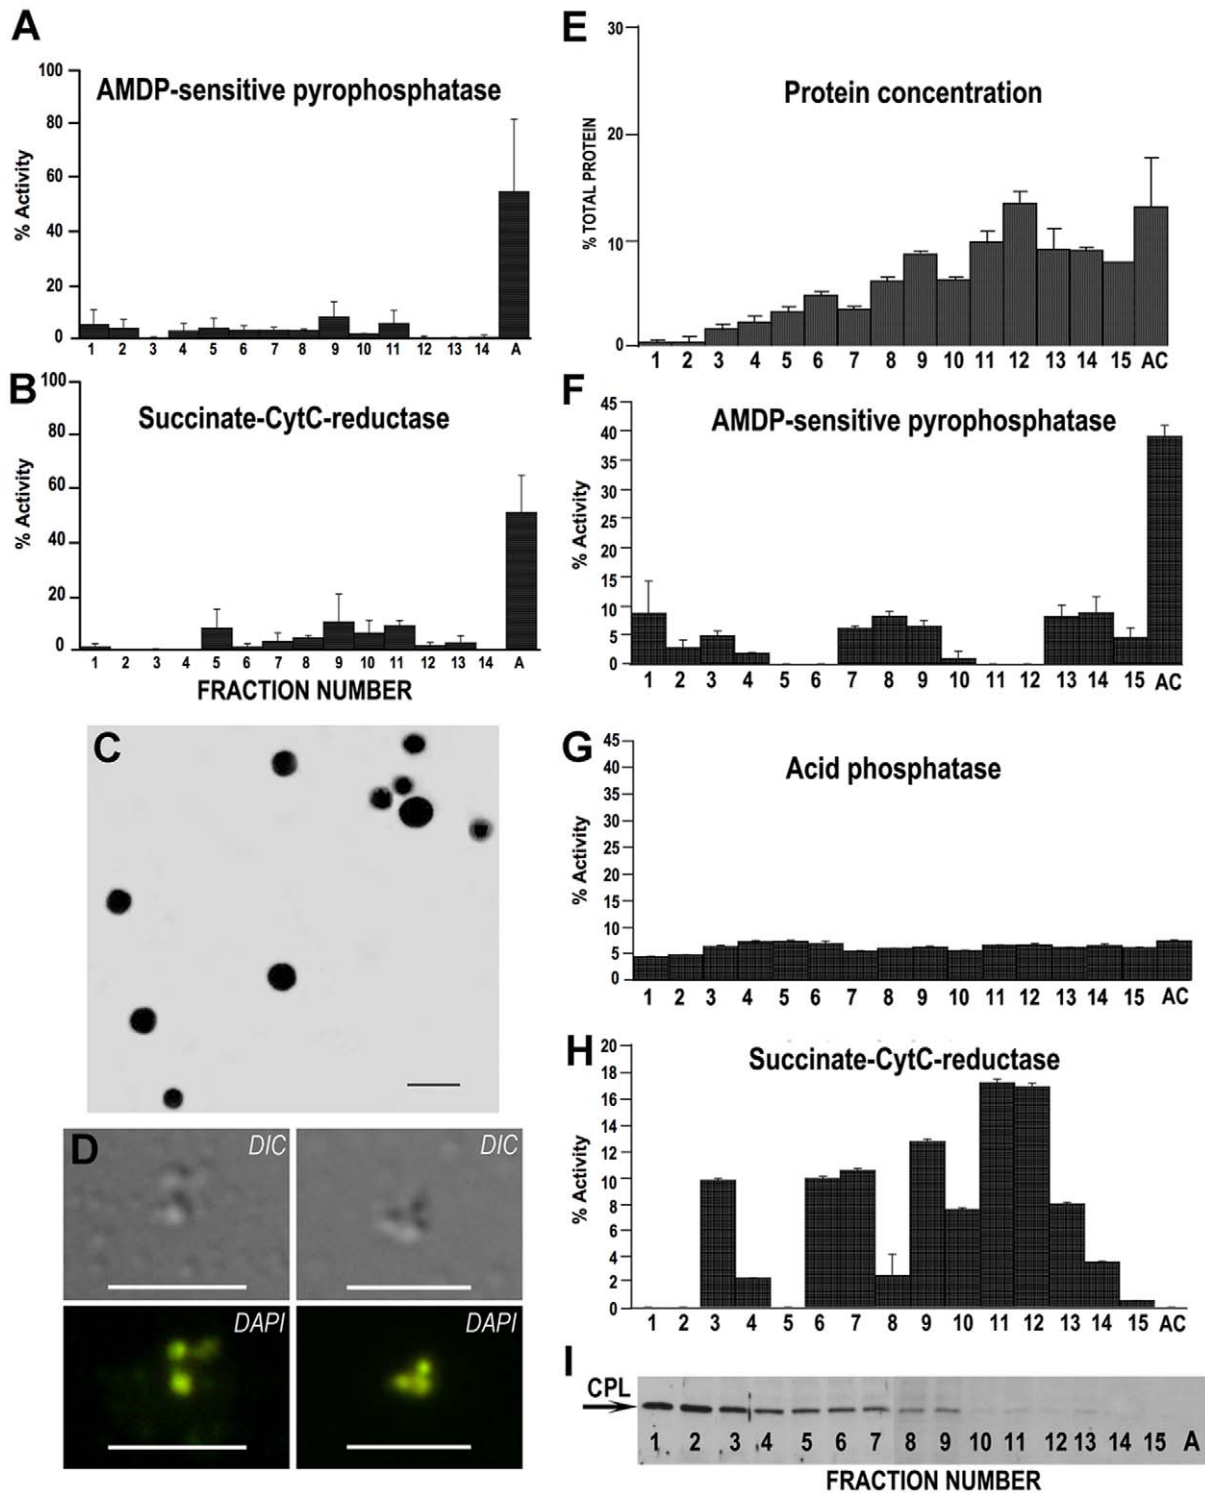 A
AMDP-sensitive pyrophosphatase
% Activity
100
80
60
40
20
0
1 2 3 4 5 6 7 8 9 10 11 12 13 14 A
B
Succinate-CytC-reductase
% Activity
100
80
60
40
20
0
1 2 3 4 5 6 7 8 9 10 11 12 13 14 A
FRACTION NUMBER
C
D
DIC
DIC
DAPI
DAPI
E
Protein concentration
% TOTAL PROTEIN
30
20
10
0
1 2 3 4 5 6 7 8 9 10 11 12 13 14 15 AC
F
AMDP-sensitive pyrophosphatase
% Activity
45
40
35
30
25
20
15
10
5
0
1 2 3 4 5 6 7 8 9 10 11 12 13 14 15 AC
G
Acid phosphatase
% Activity
45
40
35
30
25
20
15
10
5
0
1 2 3 4 5 6 7 8 9 10 11 12 13 14 15 AC
H
Succinate-CytC-reductase
% Activity
20
18
16
14
12
10
8
6
4
2
0
1 2 3 4 5 6 7 8 9 10 11 12 13 14 15 AC
I
CPL
1 2 3 4 5 6 7 8 9 10 11 12 13 14 15 A
FRACTION NUMBER